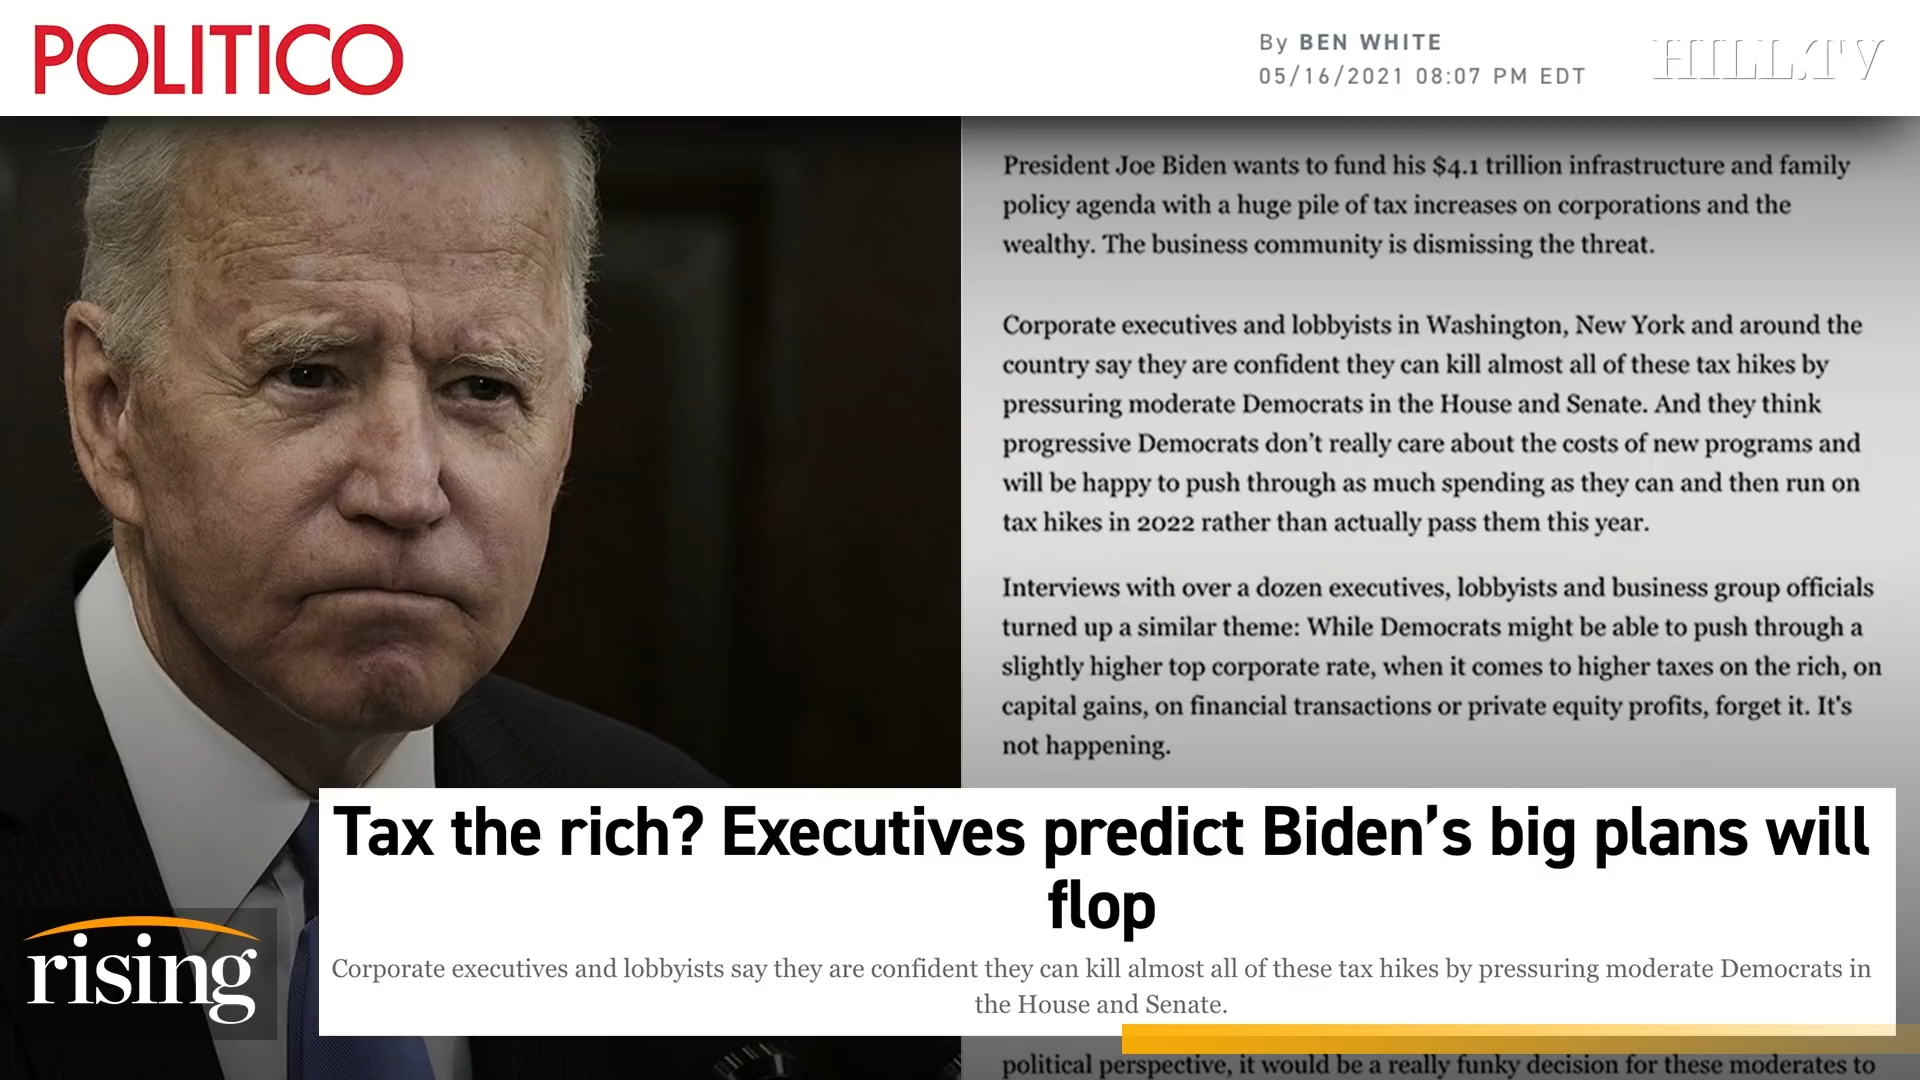 POLITICO
By BEN WHITE
05/16/2021 08:07 PM EDT
HILL.TV
President Joe Biden wants to fund his $4.1 trillion infrastructure and family
policy agenda with a huge pile of tax increases on corporations and the
wealthy. The business community is dismissing the threat.
Corporate executives and lobbyists in Washington, New York and around the
country say they are confident they can kill almost all of these tax hikes by
pressuring moderate Democrats in the House and Senate. And they think
progressive Democrats don't really care about the costs of new programs and
will be happy to push through as much spending as they can and then run on
tax hikes in 2022 rather than actually pass them this year.
Interviews with over a dozen executives, lobbyists and business group officials
turned up a similar theme: While Democrats might be able to push through a
slightly higher top corporate rate, when it comes to higher taxes on the rich, on
capital gains, on financial transactions or private equity profits, forget it. It's
not happening.
Tax the rich? Executives predict Biden's big plans will
flop
Corporate executives and lobbyists say they are confident they can kill almost all of these tax hikes by pressuring moderate Democrats in
the House and Senate.
rising
political perspective, it would be a really funky decision for these moderates to